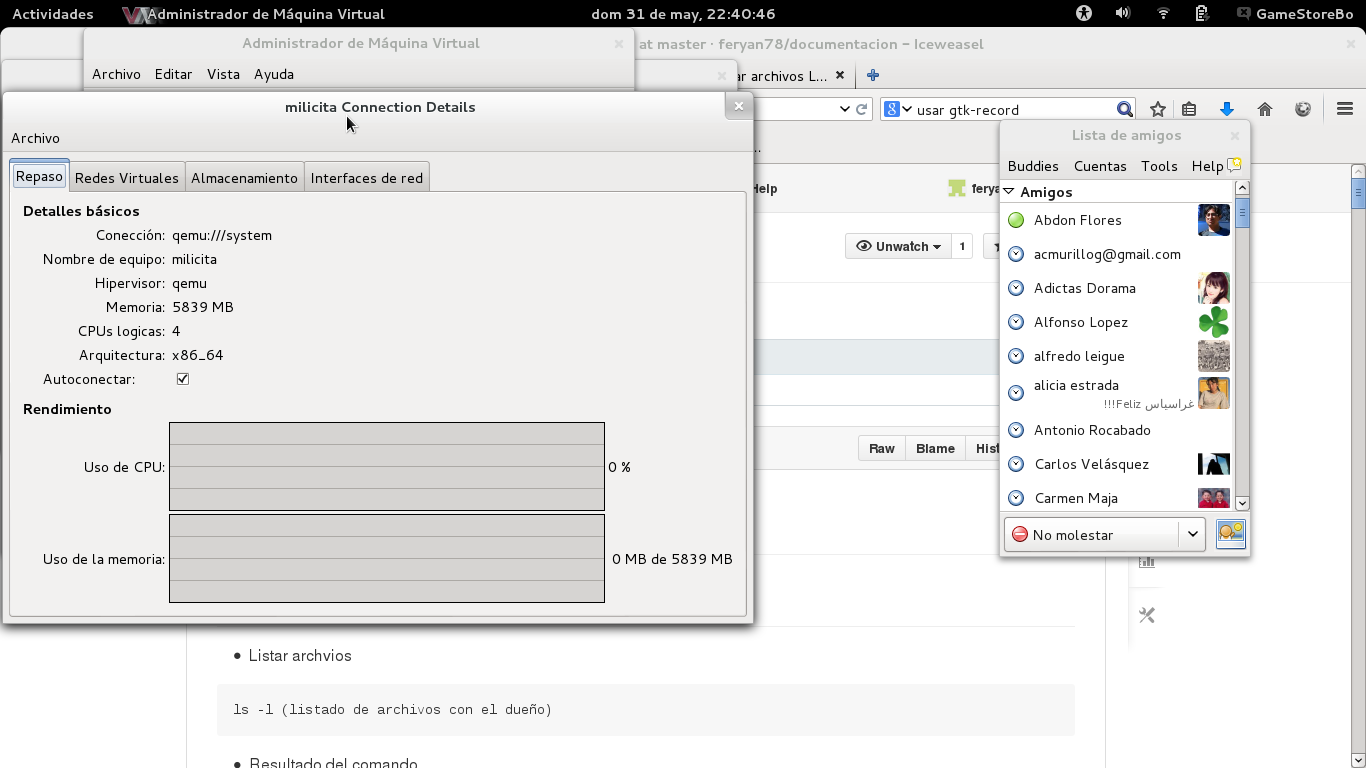 Actividades
Administrador de Máquina Virtual
dom 31 de may, 22:40:46
GameStoreBo
Administrador de Máquina Virtual
at master · feryan78/documentacion - Iceweasel
Archivo Editar Vista Ayuda
ar archivos L...
milicita Connection Details
usar gtk-record
Archivo
Lista de amigos
Buddies Cuentas Tools Help
Repaso
Redes Virtuales
Almacenamiento
Interfaces de red
Help
ferya
Amigos
Detalles básicos
Conección: qemu:///system
Nombre de equipo: milicita
Hipervisor: qemu
Memoria: 5839 MB
CPUs logicas: 4
Arquitectura: x86_64
Autoconectar:
Rendimiento
Uso de CPU:
0 %
Uso de la memoria:
0 MB de 5839 MB
Unwatch
1
Abdon Flores
acmurillog@gmail.com
Adictas Dorama
Alfonso Lopez
alfredo leigue
alicia estrada
!!!Feliz غراسياس
Antonio Rocabado
Carlos Velásquez
Carmen Maja
Raw
Blame
Hist
No molestar
• Listar archvios
ls -l (listado de archivos con el dueño)
• Resultado del comando